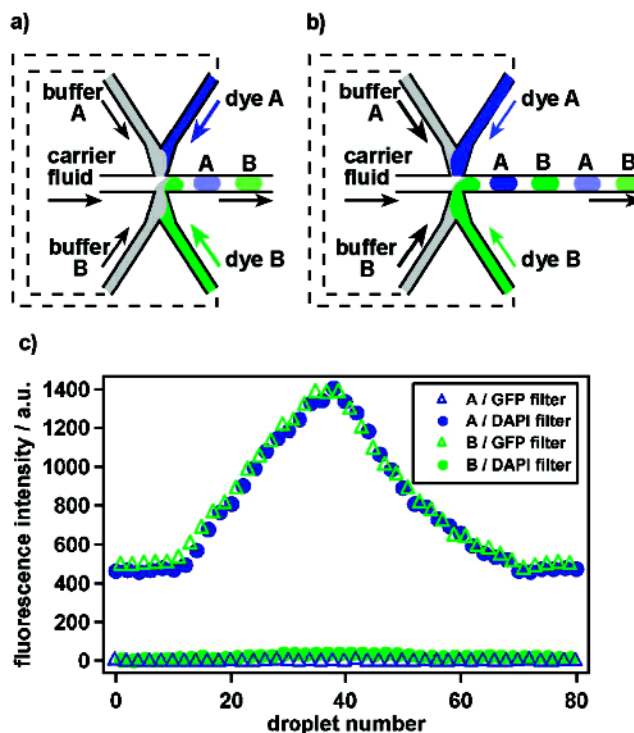 a)
buffer
A
dye A
carrier
fluid
A B
buffer
B
dye B
b)
buffer
A
dye A
carrier
fluid
A B A B
buffer
B
dye B
c)
fluorescence intensity / a.u.
1400
1200
1000
800
600
400
200
0
A / GFP filter
A / DAPI filter
B / GFP filter
B / DAPI filter
0 20 40 60 80
droplet number